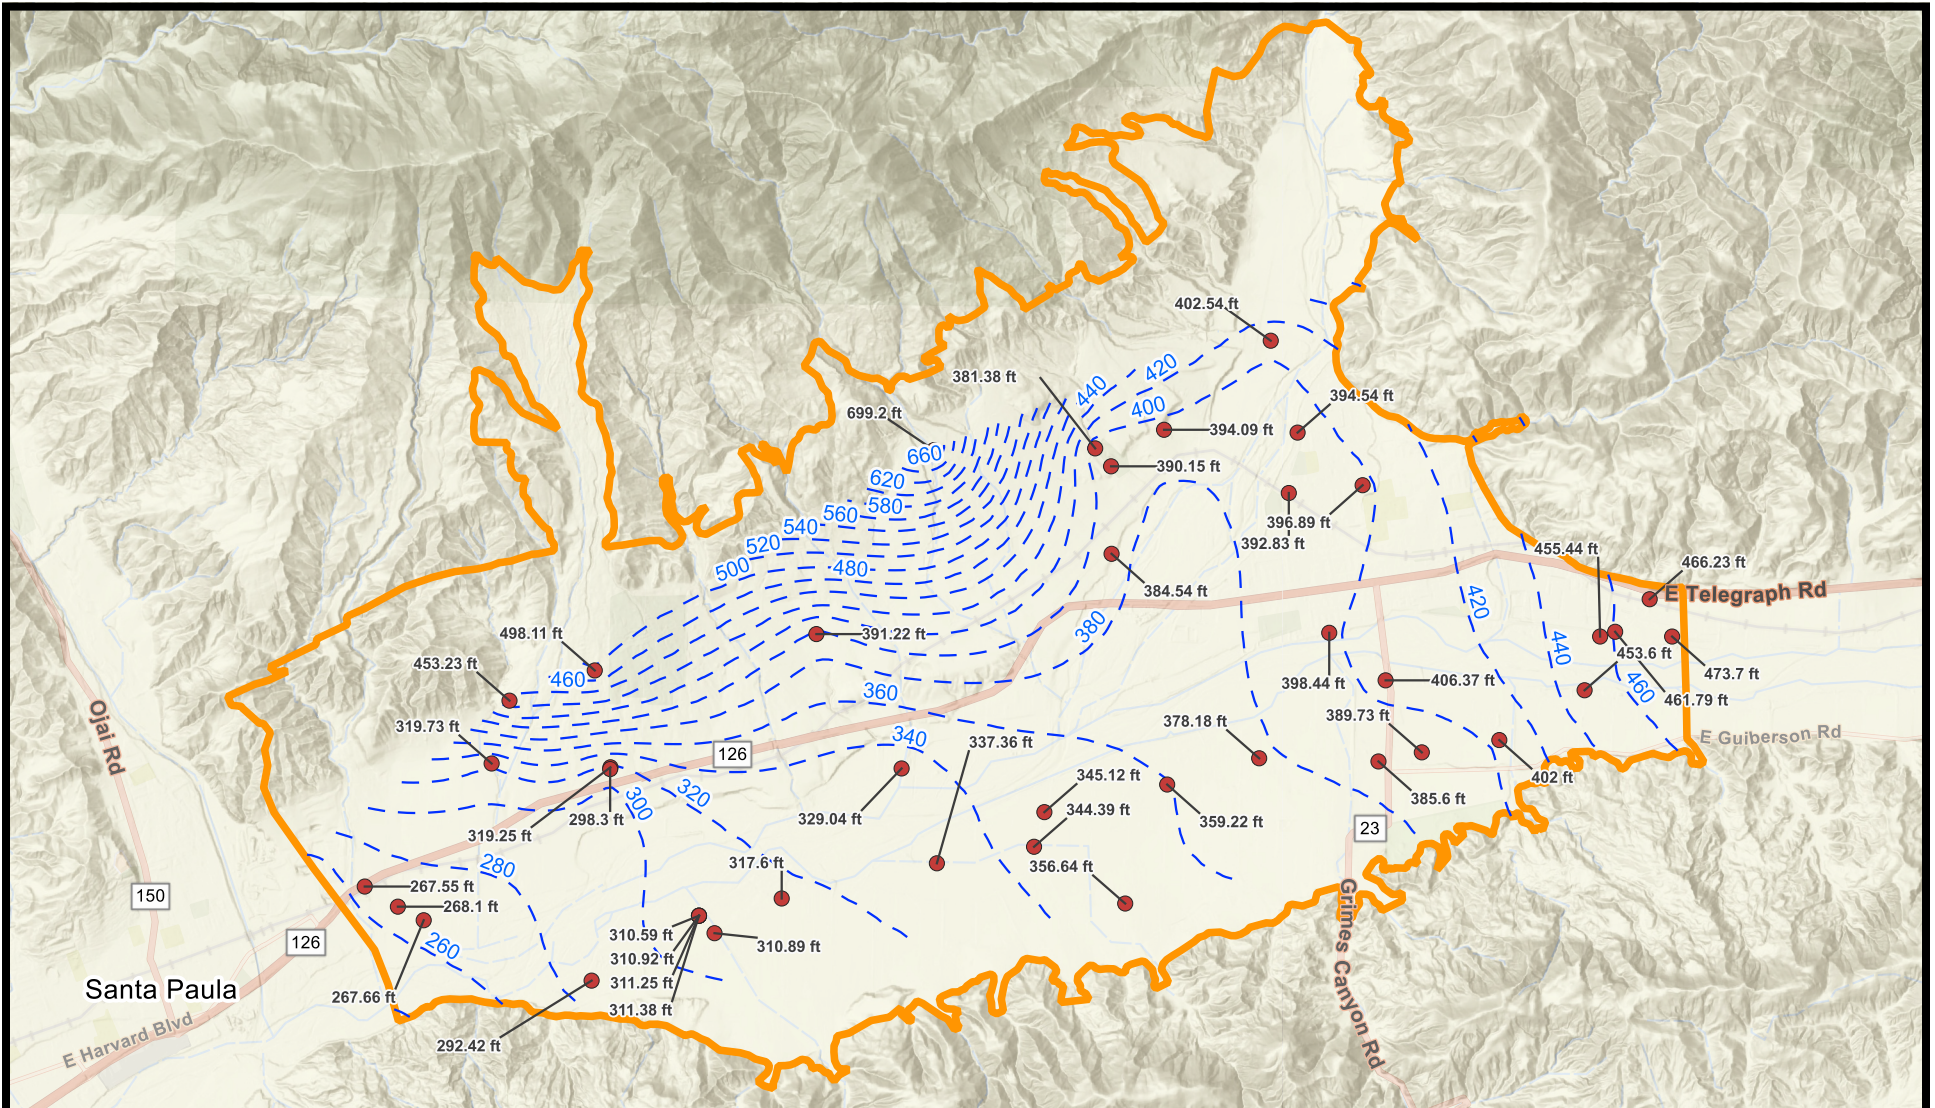 402.54 ft
381.38 ft
440
420
400
394.54 ft
699.2 ft
394.09 ft
660
390.15 ft
620
580
560
540
520
500
480
396.89 ft
392.83 ft
455.44 ft
466.23 ft
E Telegraph Rd
384.54 ft
420
380
498.11 ft
391.22 ft
440
453.6 ft
453.23 ft
460
473.7 ft
398.44 ft
406.37 ft
460
461.79 ft
360
389.73 ft
319.73 ft
378.18 ft
340
337.36 ft
E Guiberson Rd
Ojai Rd
126
345.12 ft
402 ft
320
300
344.39 ft
385.6 ft
319.25 ft
298.3 ft
329.04 ft
359.22 ft
23
317.6 ft
356.64 ft
280
267.55 ft
150
268.1 ft
126
260
310.59 ft
310.89 ft
310.92 ft
311.25 ft
Santa Paula
267.66 ft
311.38 ft
Grimes Canyon Rd
E Harvard Blvd
292.42 ft